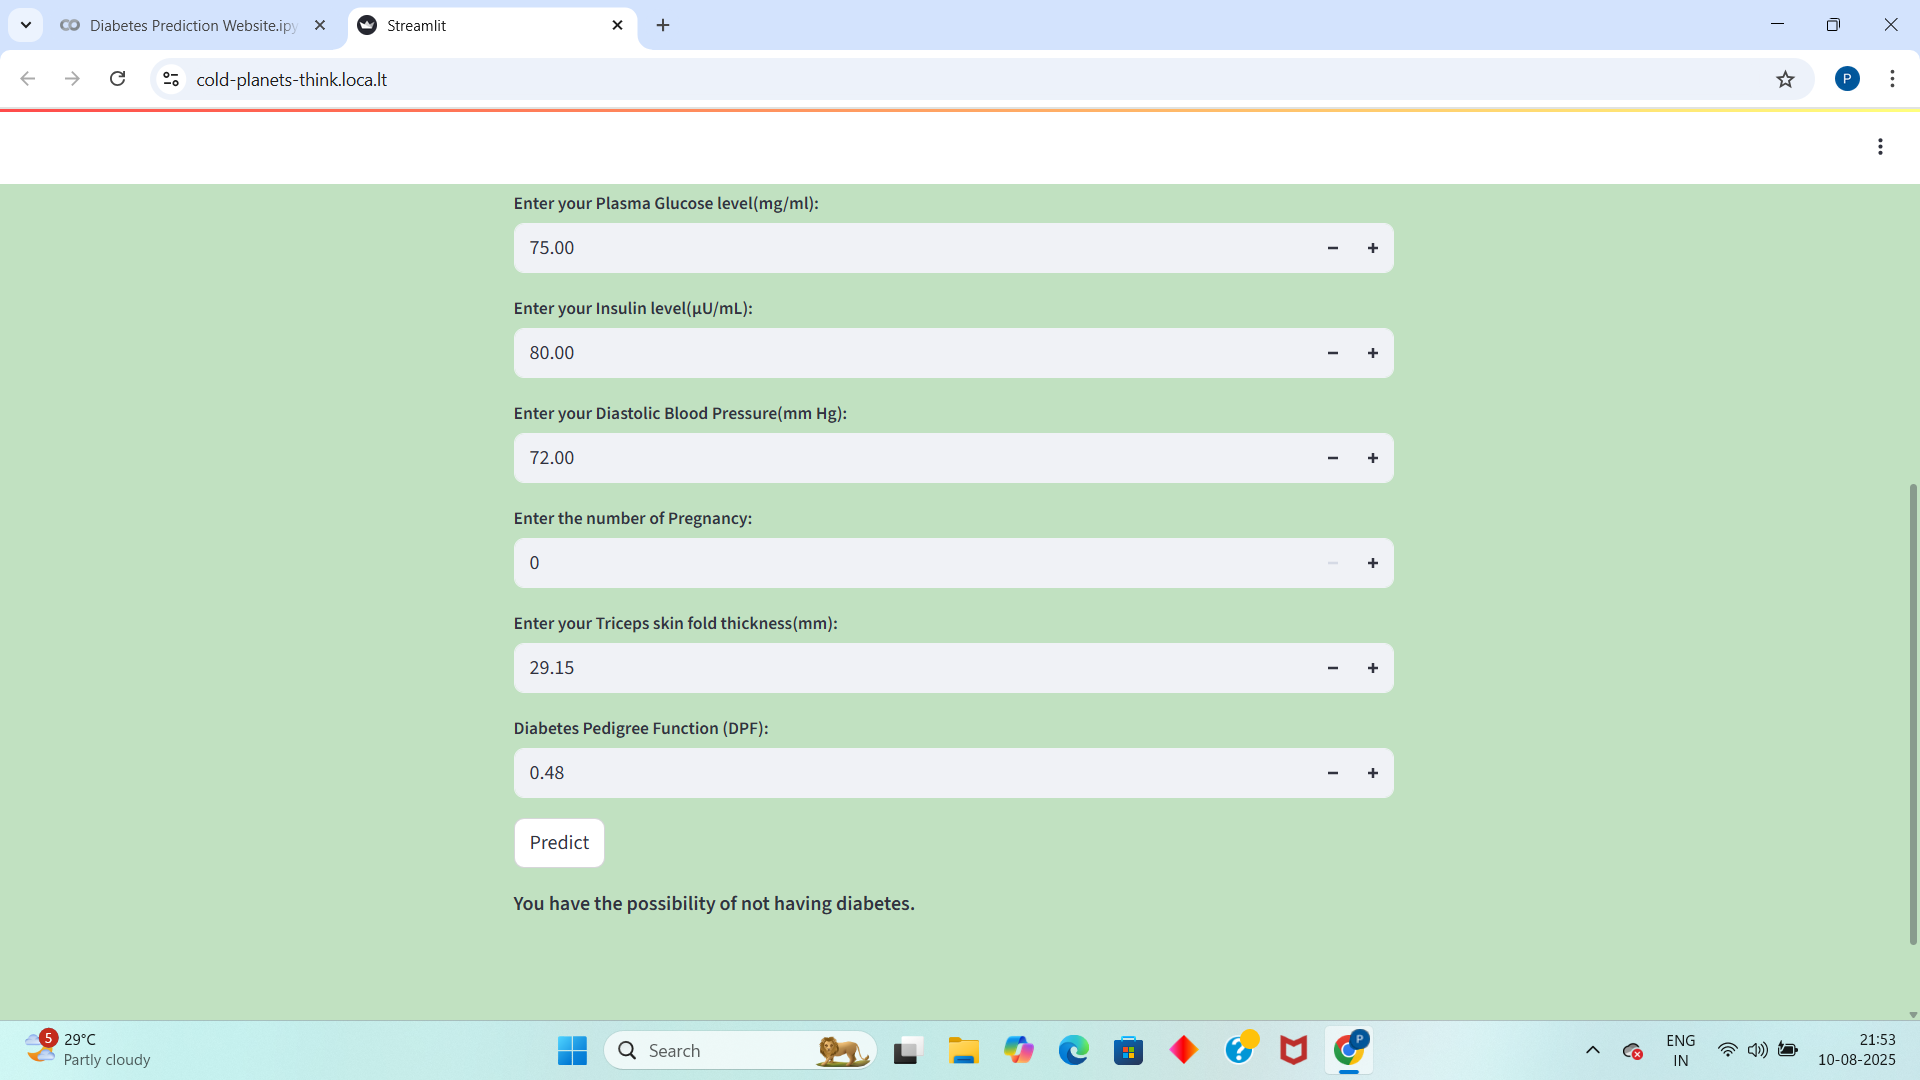 Diabetes Prediction Website.ipy
Streamlit
cold-planets-think.loca.lt
P
Enter your Plasma Glucose level(mg/ml):
75.00
Enter your Insulin level(µU/mL):
80.00
Enter your Diastolic Blood Pressure(mm Hg):
72.00
Enter the number of Pregnancy:
0
Enter your Triceps skin fold thickness(mm):
29.15
Diabetes Pedigree Function (DPF):
0.48
Predict
You have the possibility of not having diabetes.
5
29°C
Partly cloudy
Search
P
ENG
IN
21:53
10-08-2025